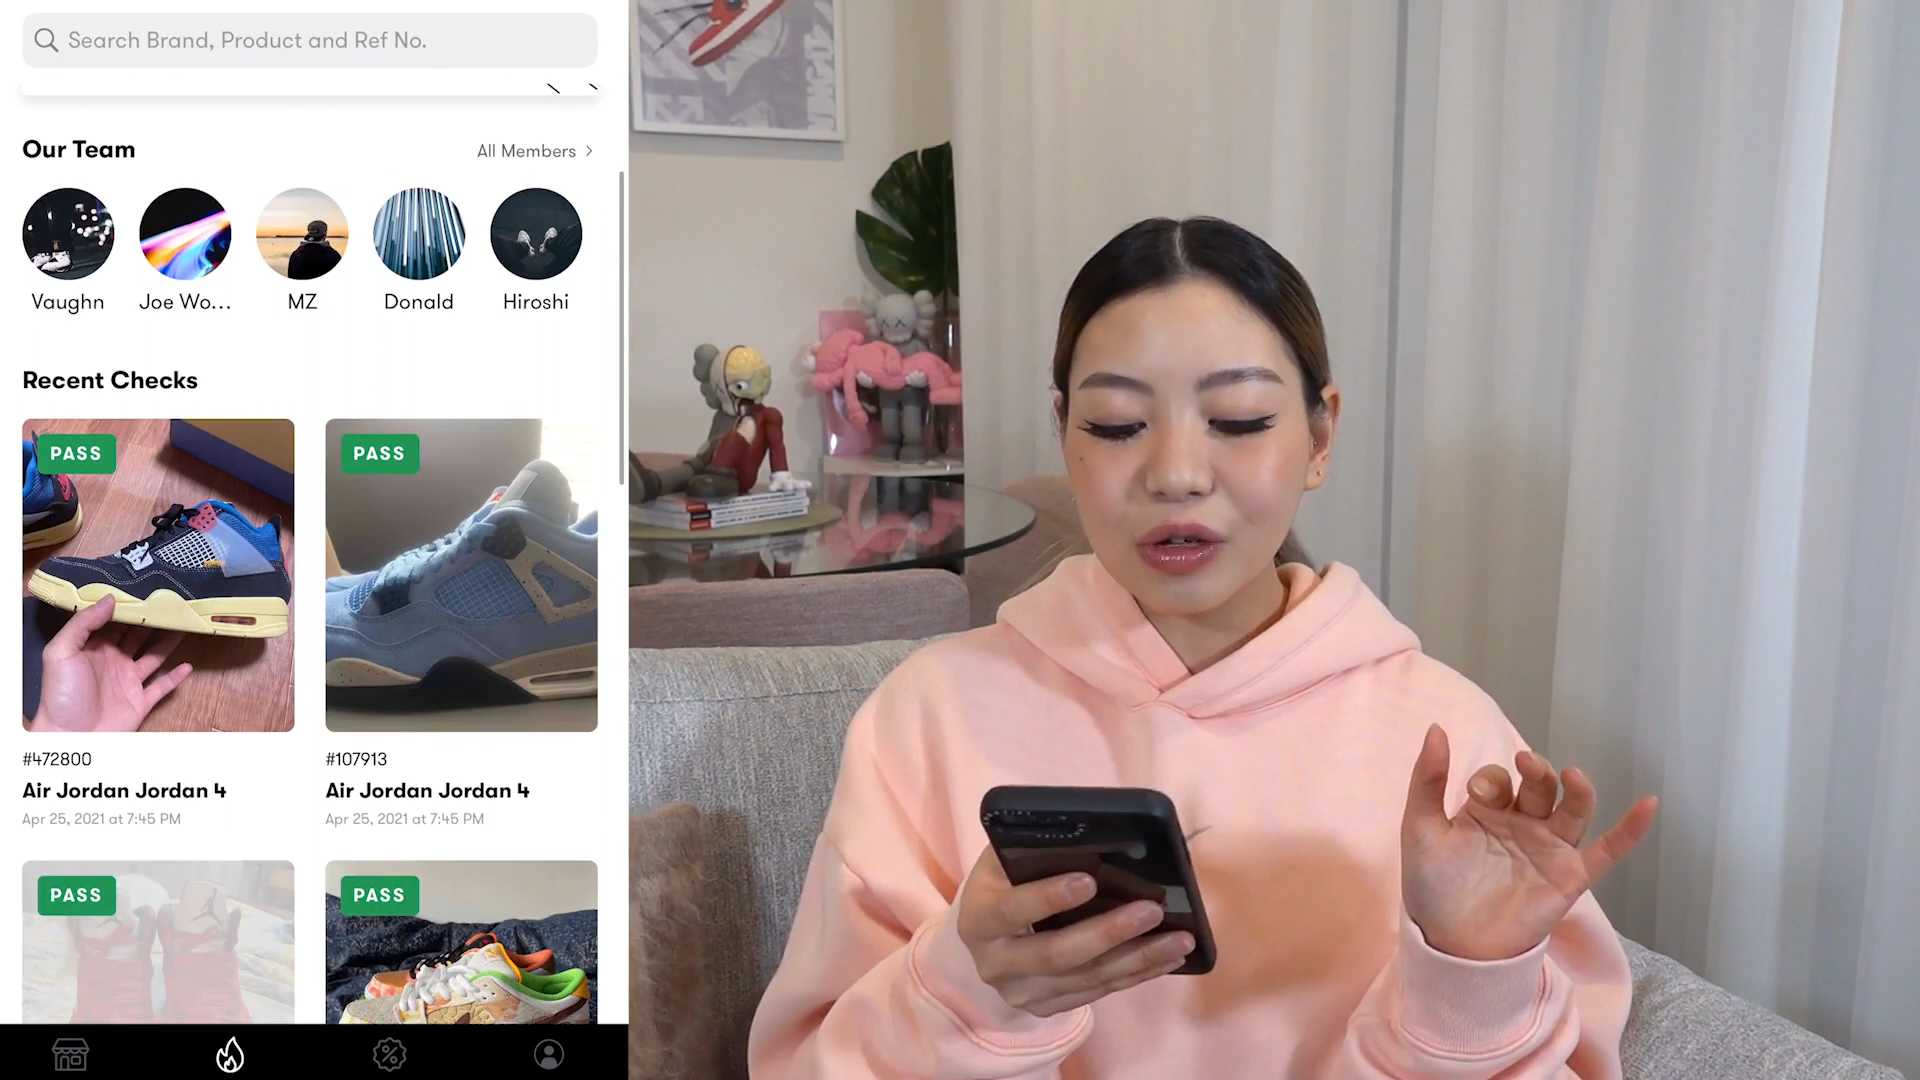 Search Brand, Product and Ref No.
Our Team
All Members
Vaughn
Joe Wo...
MZ
Donald
Hiroshi
Recent Checks
PASS
PASS
#472800
#107913
Air Jordan Jordan 4
Air Jordan Jordan 4
Apr 25, 2021 at 7:45 PM
Apr 25, 2021 at 7:45 PM
PASS
PASS